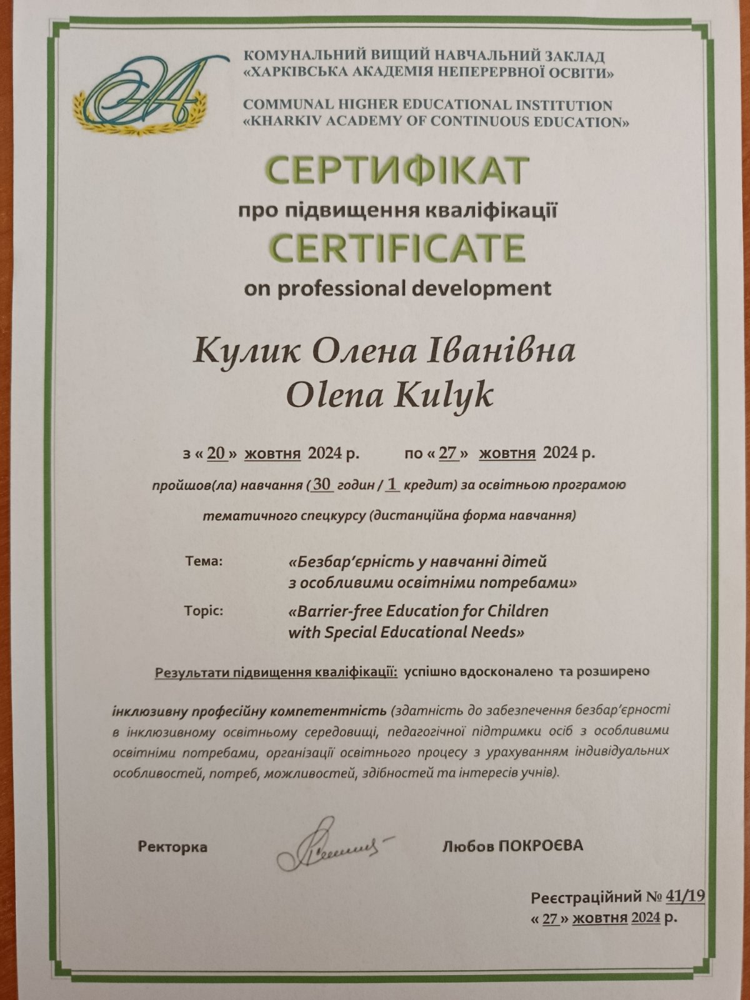 КОМУНАЛЬНИЙ ВИЩИЙ НАВЧАЛЬНИЙ ЗАКЛАД
«ХАРКІВСЬКА АКАДЕМІЯ НЕПЕРЕРВНОЇ ОСВІТИ»
COMMUNAL HIGHER EDUCATIONAL INSTITUTION
«KHARKIV ACADEMY OF CONTINUOUS EDUCATION»
СЕРТИФІКАТ
про підвищення кваліфікації
CERTIFICATE
on professional development
Кулик Олена Іванівна
Olena Kulyk
з « 20 » жовтня 2024 р. по « 27 » жовтня 2024 р.
пройшов(ла) навчання ( 30 годин / 1 кредит) за освітньою програмою
тематичного спецкурсу (дистанційна форма навчання)
Тема: «Безбар’єрність у навчанні дітей
з особливими освітніми потребами»
Topic: «Barrier-free Education for Children
with Special Educational Needs»
Результати підвищення кваліфікації: успішно вдосконалено та розширено
інклюзивну професійну компетентність (здатність до забезпечення безбар’єрності
в інклюзивному освітньому середовищі, педагогічної підтримки осіб з особливими
освітніми потребами, організації освітнього процесу з урахуванням індивідуальних
особливостей, потреб, можливостей, здібностей та інтересів учнів).
Ректорка Любов ПОКРОЄВА
Реєстраційний № 41/19
« 27 » жовтня 2024 р.